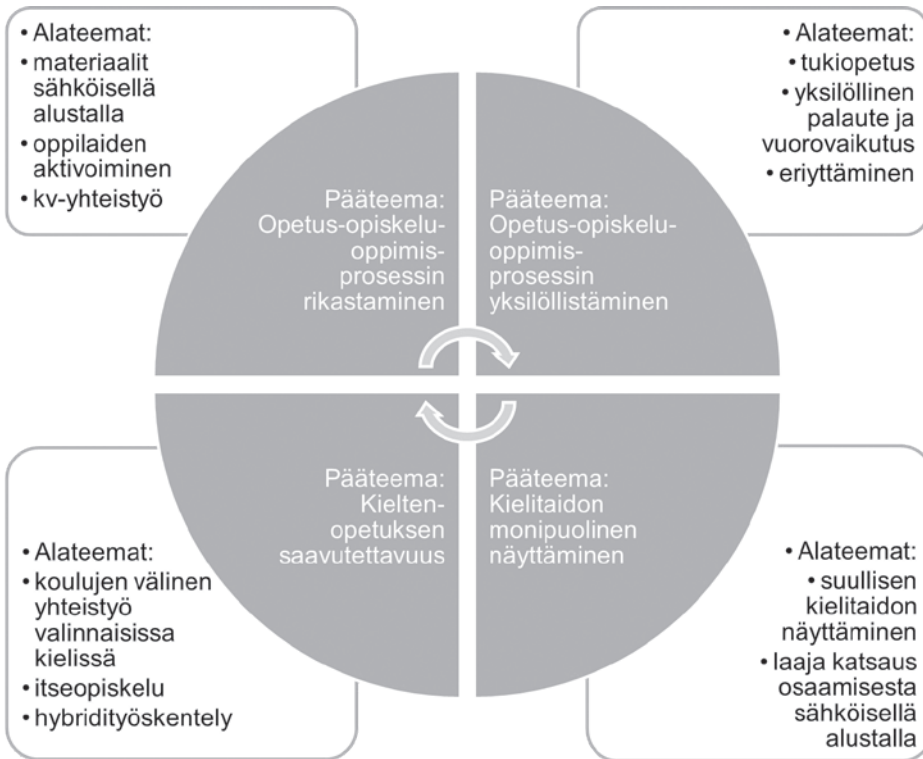 • Alateemat:
• materiaalit
sähköisellä
alustalla
• oppilaiden
aktivoiminen
• kv-yhteistyö
• Alateemat:
• tukiopetus
• yksilöllinen
palaute ja
vuorovaikutus
• eriyttäminen
Pääteema:
Opetus-opiskelu-
oppimis-
prosessin
rikastaminen
Pääteema:
Opetus-opiskelu-
oppimis-
prosessin
yksilöllistäminen
Pääteema:
Kielten-
opetuksen
saavutettavuus
Pääteema:
Kielitaidon
monipuolinen
näyttäminen
• Alateemat:
• koulujen välinen
yhteistyö
valinnaisissa
kielissä
• itseopiskelu
• hybridityöskentely
• Alateemat:
• suullisen
kielitaidon
näyttäminen
• laaja katsaus
osaamisesta
sähköisellä
alustalla